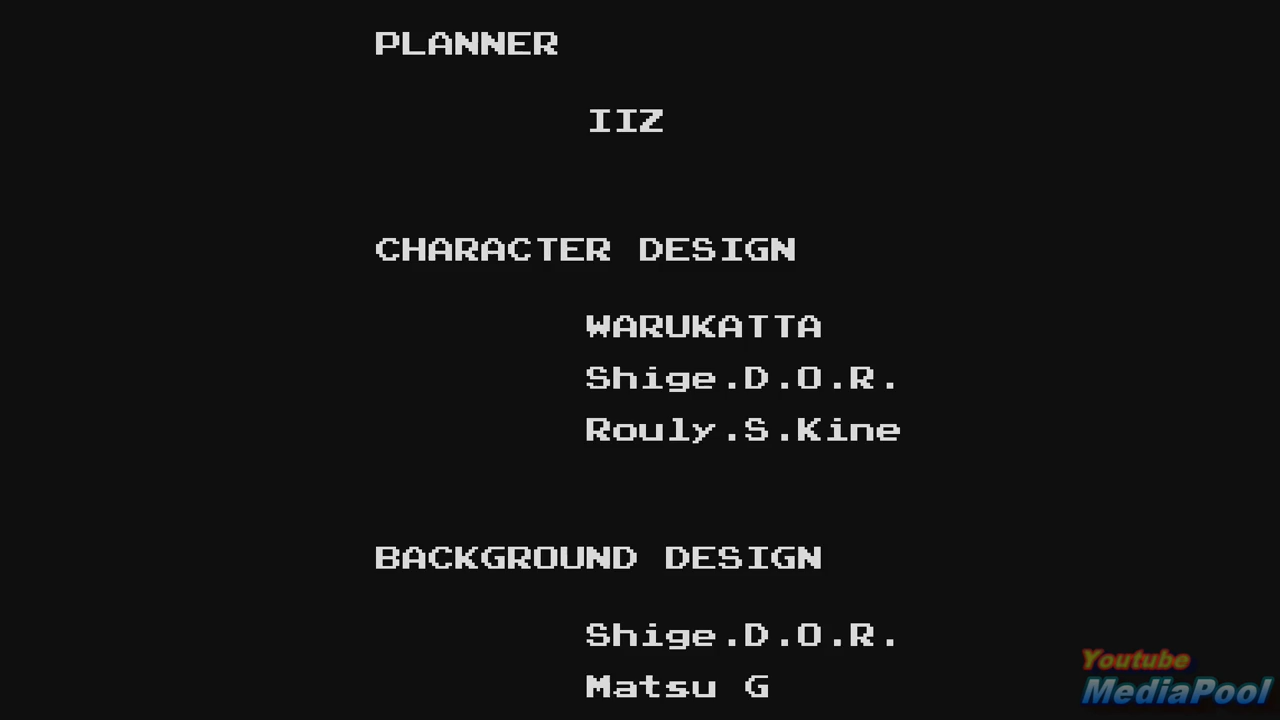 PLANNER
IIZ
CHARACTER DESIGN
WARUKATTA
Shige.D.O.R.
Rouly.S.Kine
BACKGROUND DESIGN
Shige.D.O.R.
Matsu G
Youtube
MediaPool